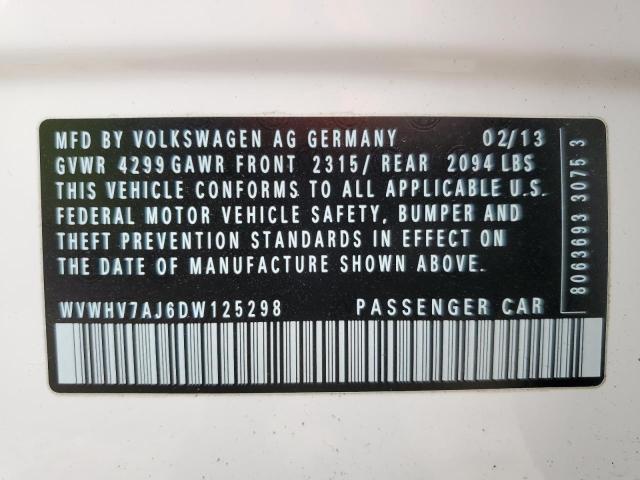 MFD BY VOLKSWAGEN AG GERMANY 02/13
GVWR 4299 GAWR FRONT 2315/ REAR 2094 LBS
THIS VEHICLE CONFORMS TO ALL APPLICABLE U.S.
FEDERAL MOTOR VEHICLE SAFETY, BUMPER AND
THEFT PREVENTION STANDARDS IN EFFECT ON
THE DATE OF MANUFACTURE SHOWN ABOVE.
WVWHV7AJ6DW125298 PASSENGER CAR
8063693 3075 3